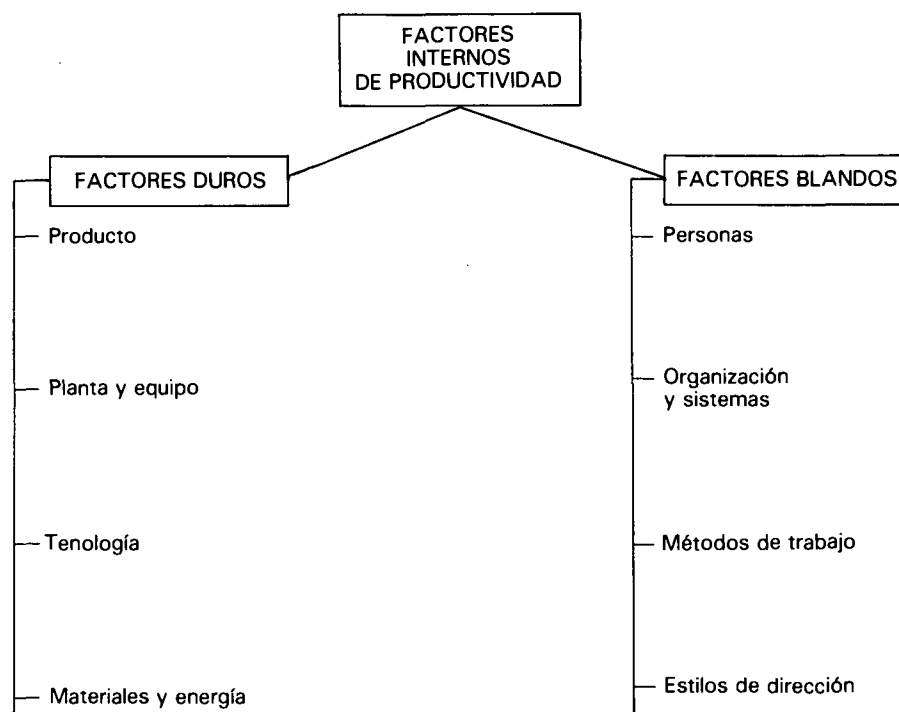 FACTORES
INTERNOS
DE PRODUCTIVIDAD
FACTORES DUROS
Producto
Planta y equipo
Tenología
Materiales y energía
FACTORES BLANDOS
Personas
Organización
y sistemas
Métodos de trabajo
Estilos de dirección